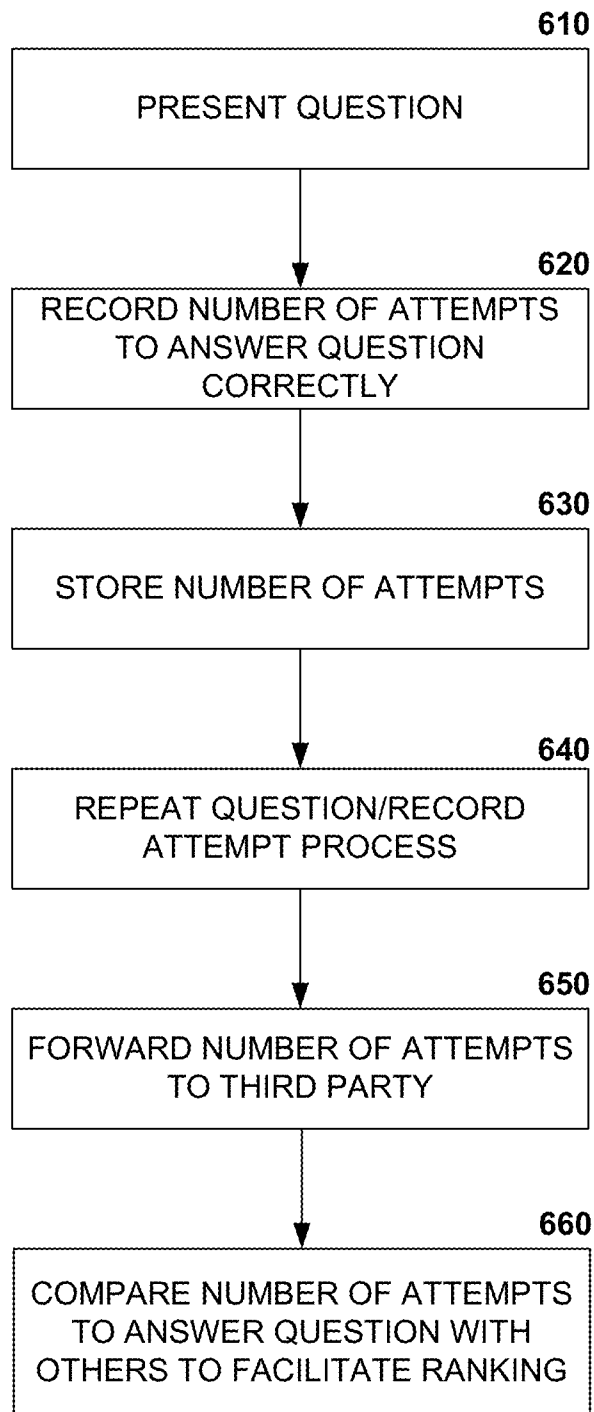 610
PRESENT QUESTION
620
RECORD NUMBER OF ATTEMPTS
TO ANSWER QUESTION
CORRECTLY
630
STORE NUMBER OF ATTEMPTS
640
REPEAT QUESTION/RECORD
ATTEMPT PROCESS
650
FORWARD NUMBER OF ATTEMPTS
TO THIRD PARTY
660
COMPARE NUMBER OF ATTEMPTS
TO ANSWER QUESTION WITH
OTHERS TO FACILITATE RANKING